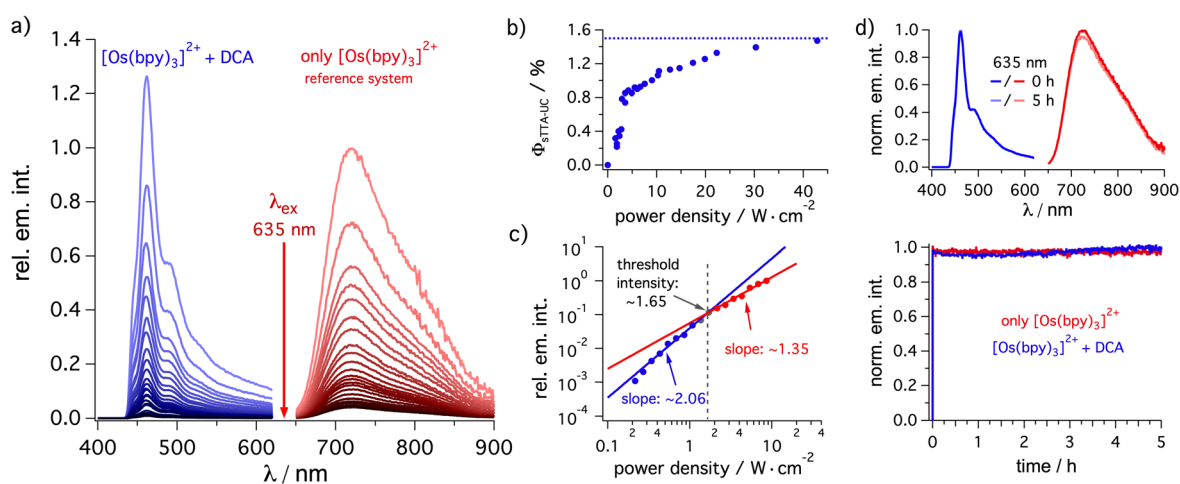 a)
[Os(bpy)₃]²⁺ + DCA
only [Os(bpy)₃]²⁺
reference system
λex
635 nm
rel. em. int.
1.4
1.2
1.0
0.8
0.6
0.4
0.2
0.0
400 500 600 700 800 900
λ / nm
b)
ΦsTTA-UC / %
1.6
1.2
0.8
0.4
0.0
0 10 20 30 40
power density / W·cm⁻²
c)
rel. em. int.
10¹
10⁰
10⁻¹
10⁻²
10⁻³
10⁻⁴
threshold
intensity:
~1.65
slope: ~1.35
slope: ~2.06
0.1 2 4 1 2 4 10 2 4
power density / W·cm⁻²
d)
norm. em. int.
1.0
0.8
0.6
0.4
0.2
0.0
635 nm
/ 0 h
/ 5 h
400 500 600 700 800 900
λ / nm
norm. em. int.
1.0
0.8
0.6
0.4
0.2
0.0
only [Os(bpy)₃]²⁺
[Os(bpy)₃]²⁺ + DCA
0 1 2 3 4 5
time / h